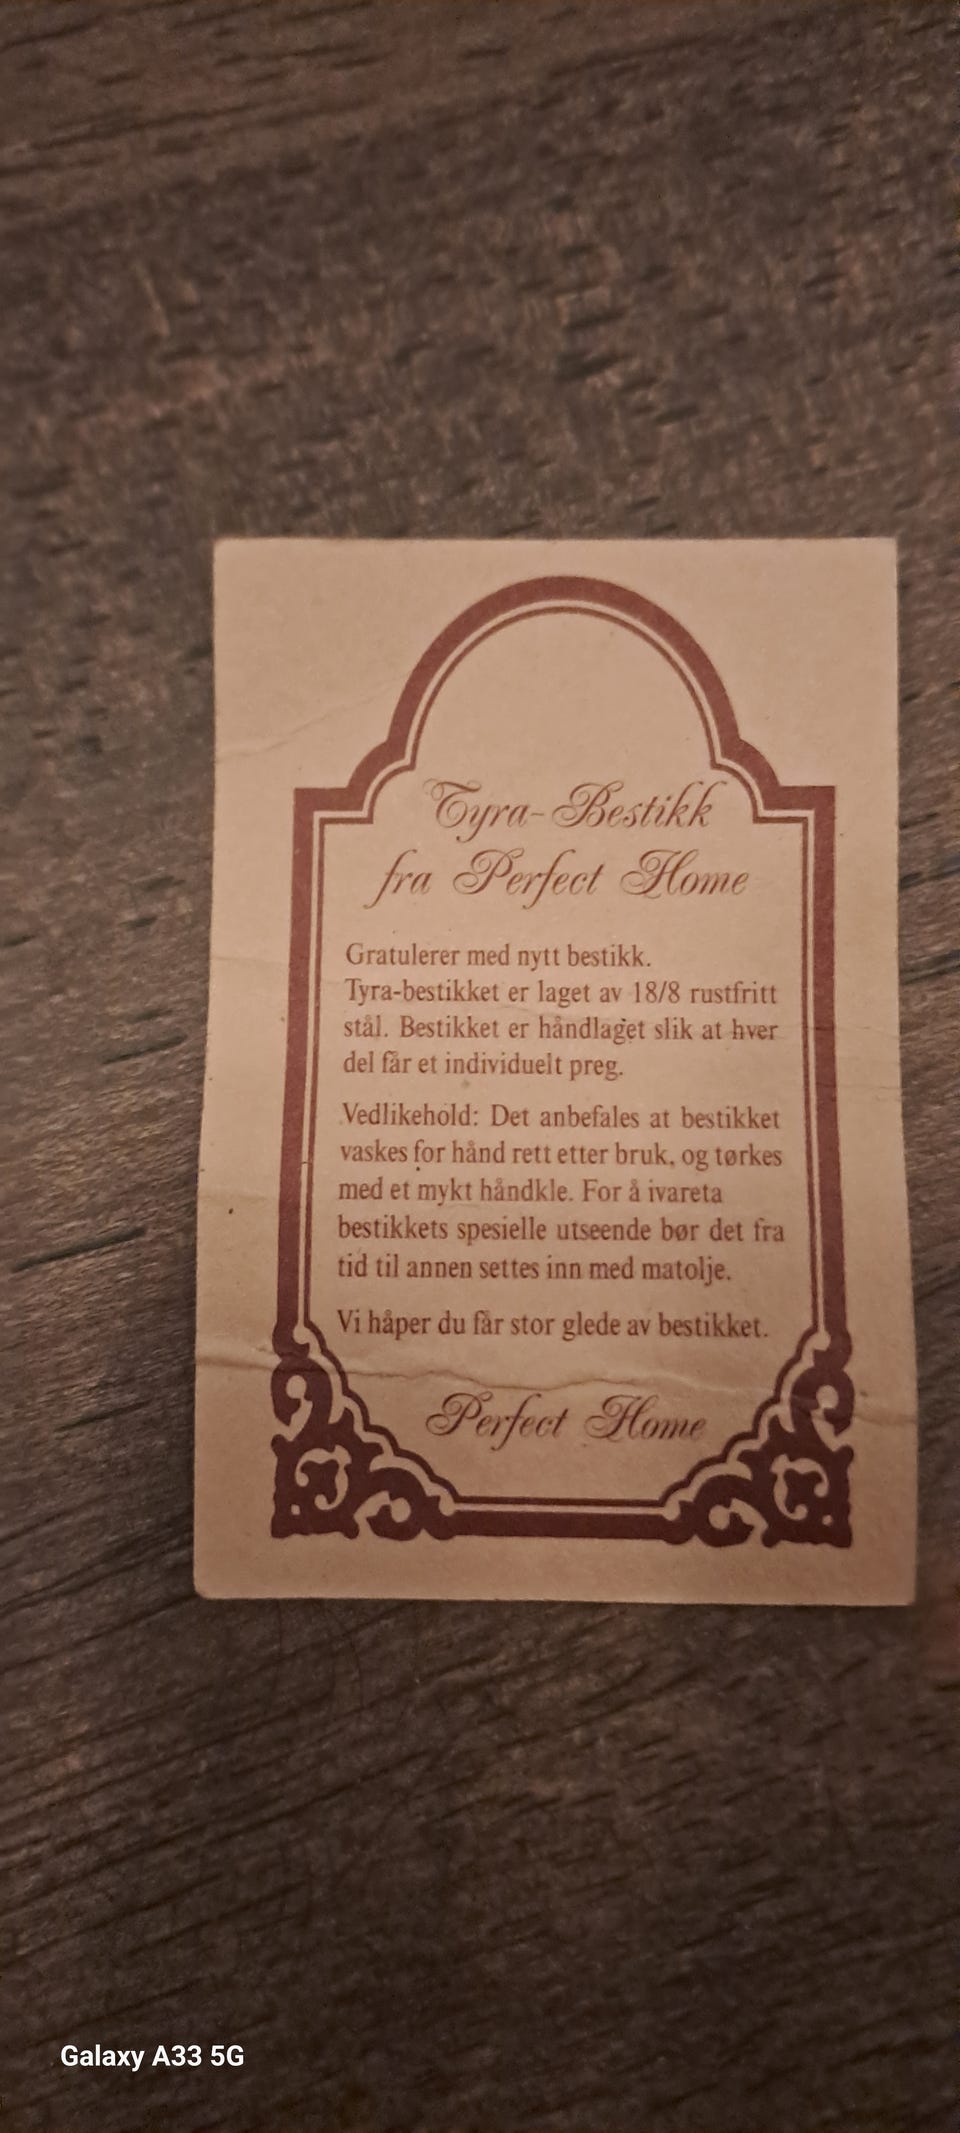 Tyra-Bestikk
fra Perfect Home
Gratulerer med nytt bestikk.
Tyra-bestikket er laget av 18/8 rustfritt
stål. Bestikket er håndlaget slik at hver
del får et individuelt preg.
Vedlikehold: Det anbefales at bestikket
vaskes for hånd rett etter bruk, og tørkes
med et mykt håndkle. For å ivareta
bestikkets spesielle utseende bør det fra
tid til annen settes inn med matolje.
Vi håper du får stor glede av bestikket.
Perfect Home
Galaxy A33 5G